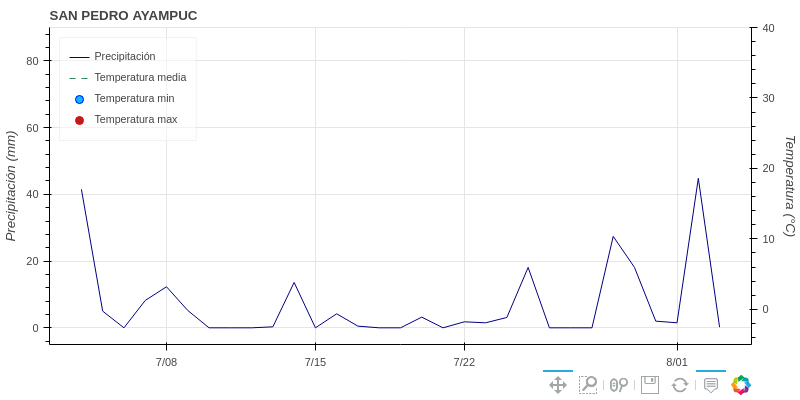 SAN PEDRO AYAMPUC
Precipitación
Temperatura media
Temperatura min
Temperatura max
Precipitación (mm)
80
60
40
20
0
Temperatura (°C)
40
30
20
10
0
7/08
7/15
7/22
8/01